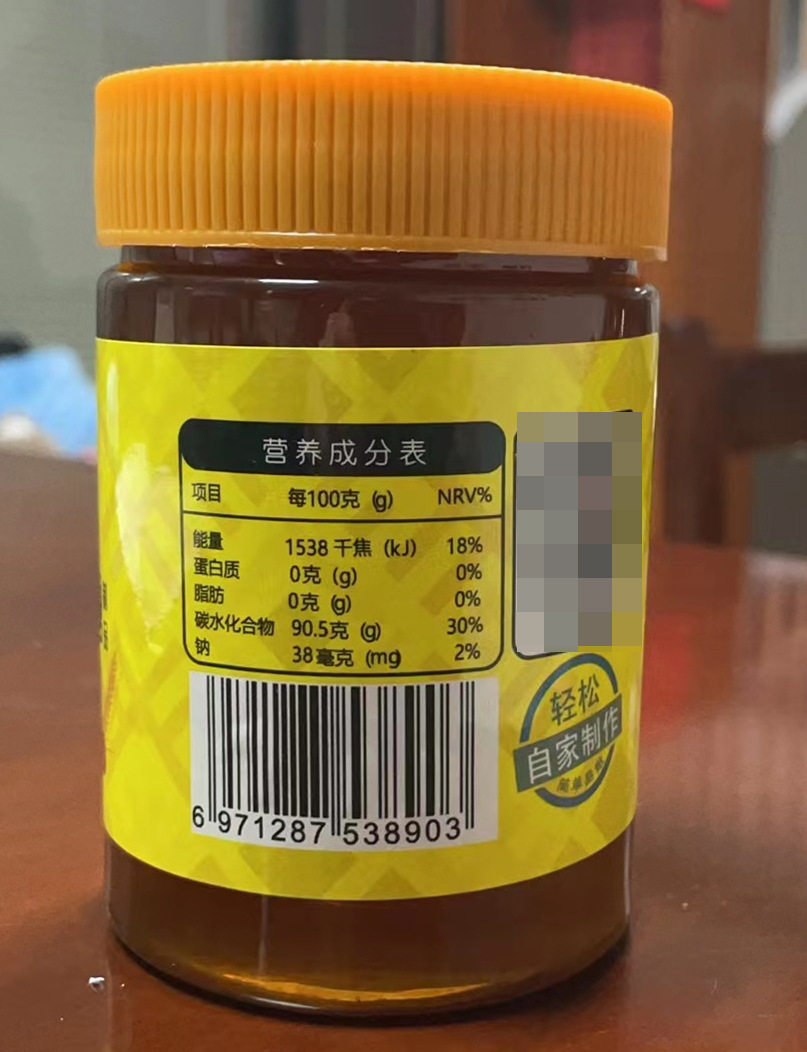 营养成分表
项目 每100克 (g) NRV%
能量 1538 千焦 (kJ) 18%
蛋白质 0克 (g) 0%
脂肪 0克 (g) 0%
碳水化合物 90.5克 (g) 30%
钠 38毫克 (mg) 2%
6 971287 538903
轻松
自家制作
简单